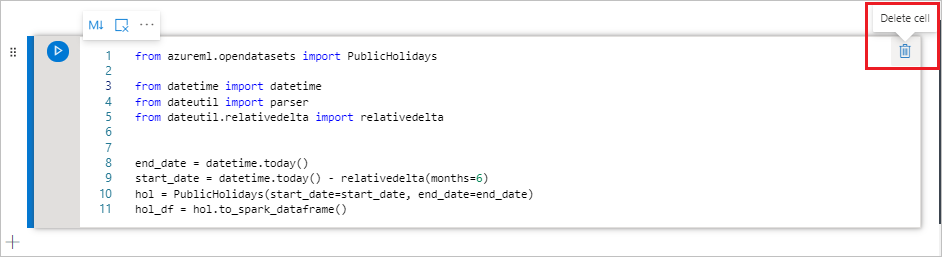 Delete cell
M↓ ···
1 from azureml.opendatasets import PublicHolidays
2
3 from datetime import datetime
4 from dateutil import parser
5 from dateutil.relativedelta import relativedelta
6
7
8 end_date = datetime.today()
9 start_date = datetime.today() - relativedelta(months=6)
10 hol = PublicHolidays(start_date=start_date, end_date=end_date)
11 hol_df = hol.to_spark_dataframe()